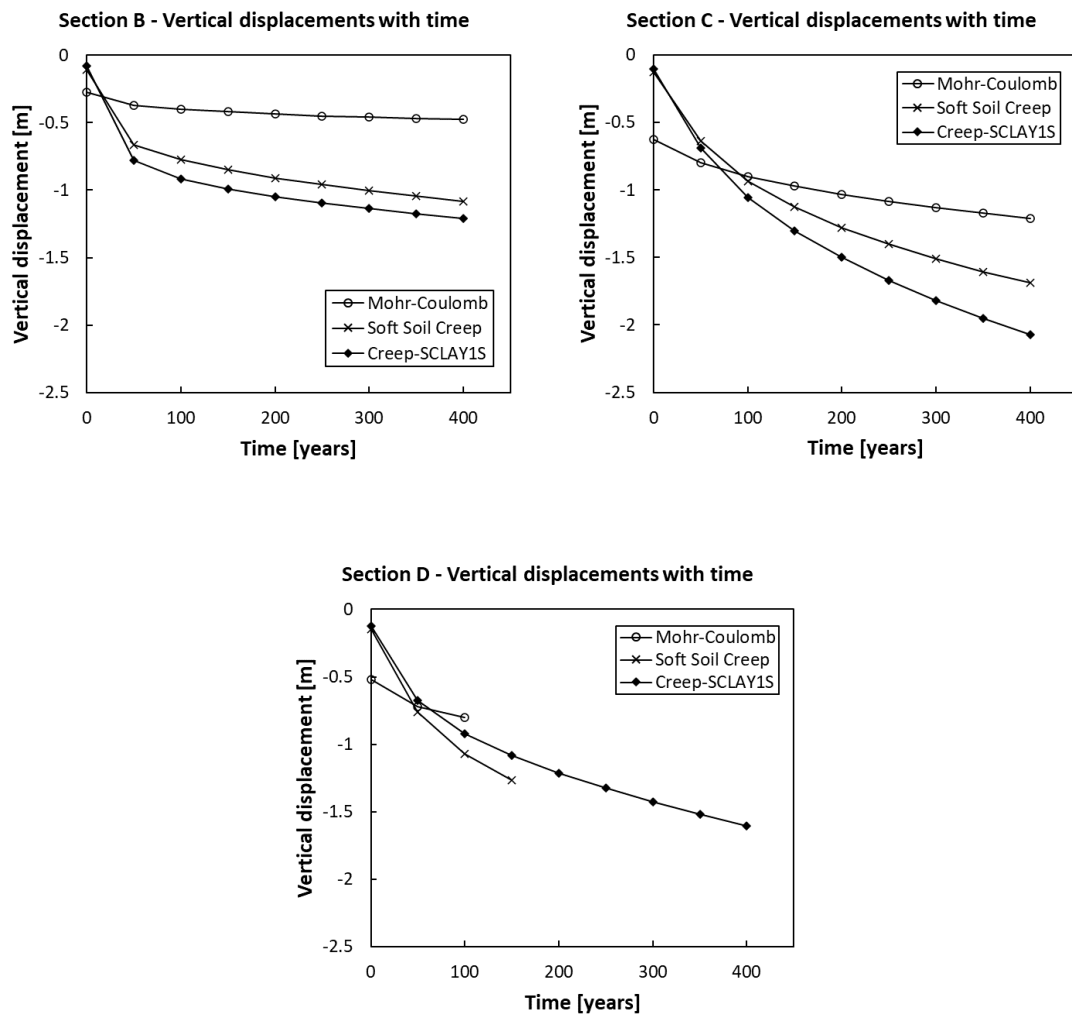 Section B - Vertical displacements with time
0
-0.5
-1
-1.5
-2
-2.5
Vertical displacement [m]
Mohr-Coulomb
Soft Soil Creep
Creep-SCLAY1S
0 100 200 300 400
Time [years]
Section C - Vertical displacements with time
0
-0.5
-1
-1.5
-2
-2.5
Vertical displacement [m]
Mohr-Coulomb
Soft Soil Creep
Creep-SCLAY1S
0 100 200 300 400
Time [years]
Section D - Vertical displacements with time
0
-0.5
-1
-1.5
-2
-2.5
Vertical displacement [m]
Mohr-Coulomb
Soft Soil Creep
Creep-SCLAY1S
0 100 200 300 400
Time [years]